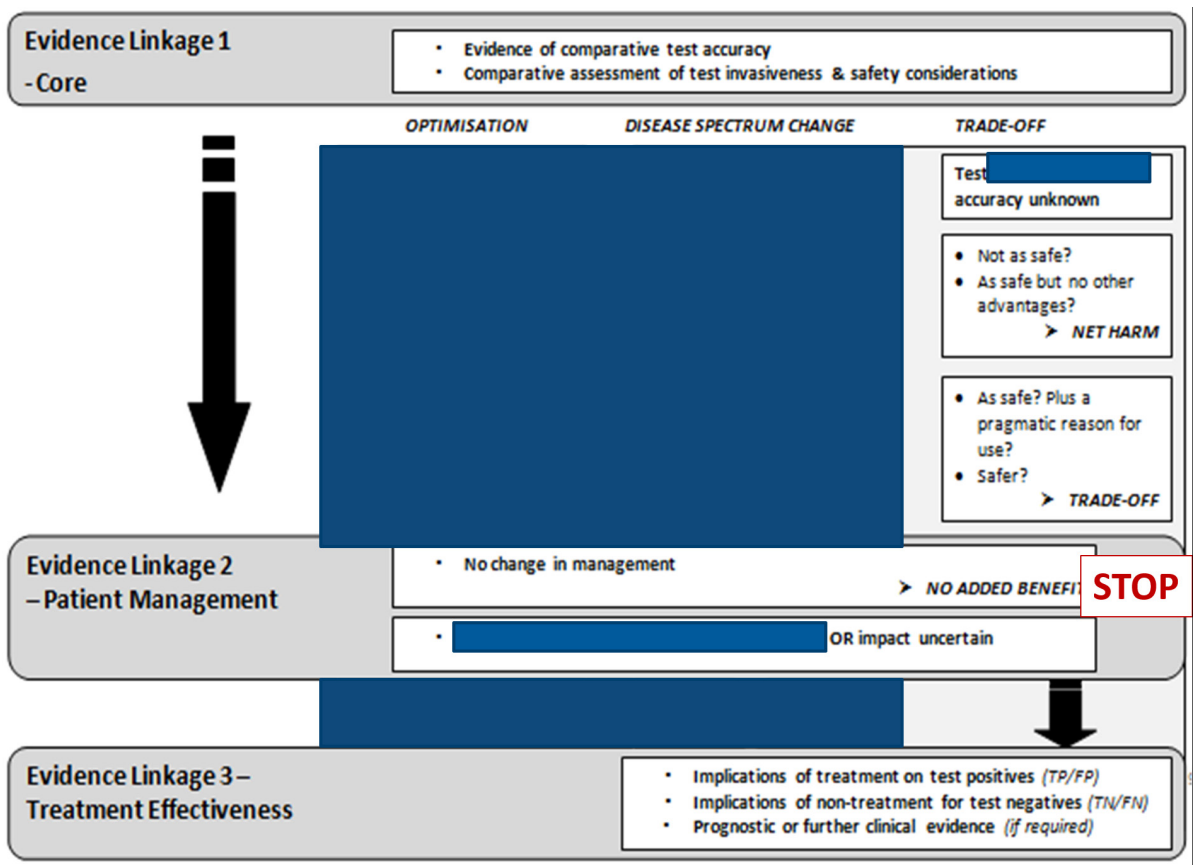 Evidence Linkage 1
- Core
· Evidence of comparative test accuracy
· Comparative assessment of test invasiveness & safety considerations
OPTIMISATION DISEASE SPECTRUM CHANGE TRADE-OFF
Test
accuracy unknown
• Not as safe?
• As safe but no other
advantages?
➤ NET HARM
• As safe? Plus a
pragmatic reason for
use?
• Safer?
➤ TRADE-OFF
Evidence Linkage 2
– Patient Management
· No change in management
➤ NO ADDED BENEFIT
STOP
· OR impact uncertain
Evidence Linkage 3 –
Treatment Effectiveness
· Implications of treatment on test positives (TP/FP)
· Implications of non-treatment for test negatives (TN/FN)
· Prognostic or further clinical evidence (if required)